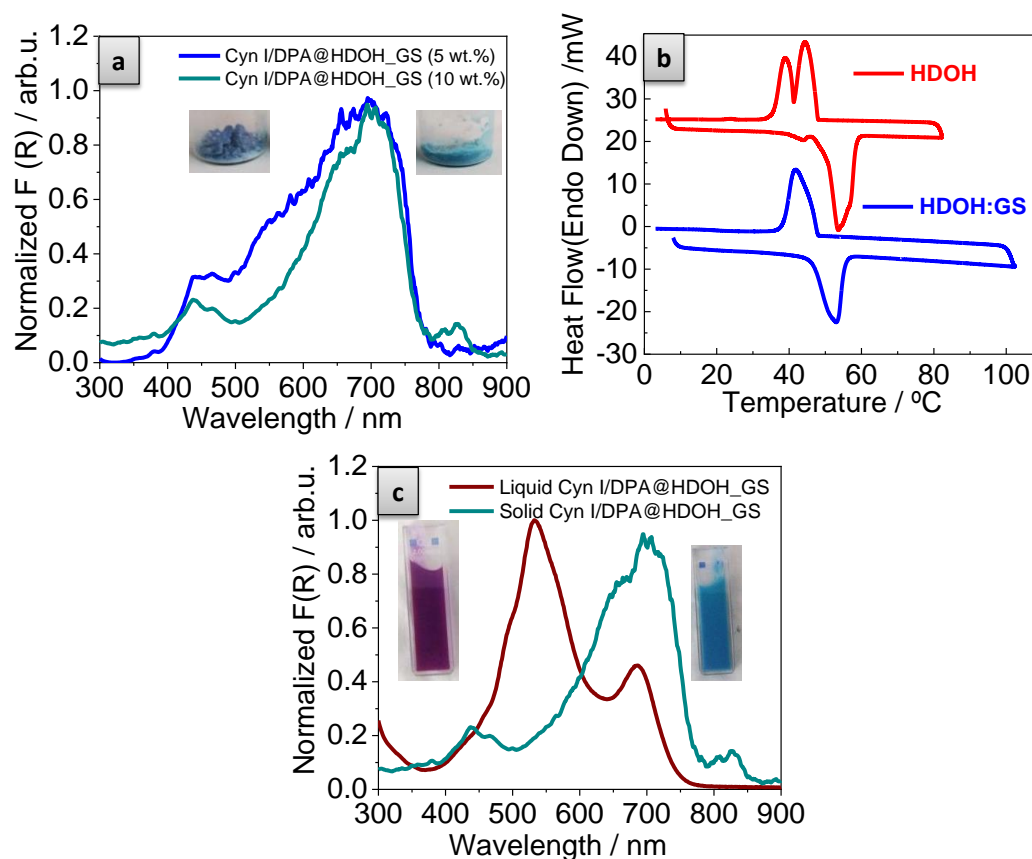 a
Cyn I/DPA@HDOH_GS (5 wt.%)
Cyn I/DPA@HDOH_GS (10 wt.%)
Normalized F (R) / arb.u.
1.2
1.0
0.8
0.6
0.4
0.2
0.0
300 400 500 600 700 800 900
Wavelength / nm
b
HDOH
HDOH:GS
Heat Flow(Endo Down) /mW
40
30
20
10
0
-10
-20
-30
0 20 40 60 80 100
Temperature / ºC
c
Liquid Cyn I/DPA@HDOH_GS
Solid Cyn I/DPA@HDOH_GS
Normalized F(R) / arb.u.
1.2
1.0
0.8
0.6
0.4
0.2
0.0
300 400 500 600 700 800 900
Wavelength / nm